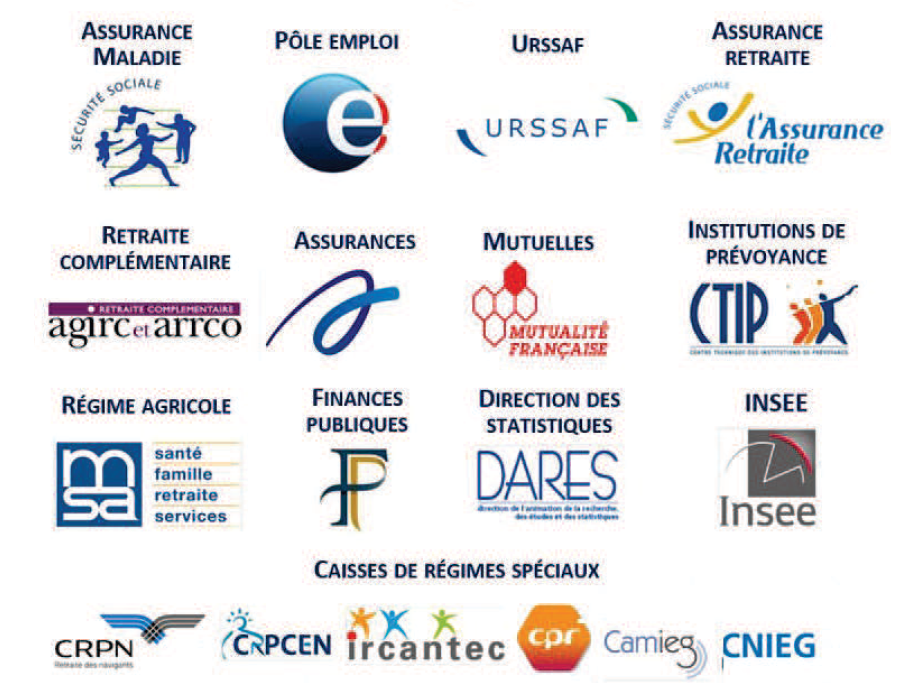 ASSURANCE
MALADIE
SÉCURITÉ SOCIALE
PÔLE EMPLOI
e
URSSAF
URSSAF
ASSURANCE
RETRAITE
SÉCURITÉ SOCIALE
l'Assurance
Retraite
RETRAITE
COMPLÉMENTAIRE
RETRAITE COMPLEMENTAIRE
agirc et arrco
ASSURANCES
MUTUELLES
MUTUALITÉ
FRANÇAISE
INSTITUTIONS DE
PRÉVOYANCE
CTIP
CENTRE TECHNIQUE DES INSTITUTIONS DE PRÉVOYANCE
RÉGIME AGRICOLE
msa
santé
famille
retraite
services
FINANCES
PUBLIQUES
FP
DIRECTION DES
STATISTIQUES
DARES
direction de l'animation de la recherche,
des études et des statistiques
INSEE
Insee
CAISSES DE RÉGIMES SPÉCIAUX
CRPN
Retraite des navigants
CRPCEN
ircantec
cpr
Camieg
CNIEG